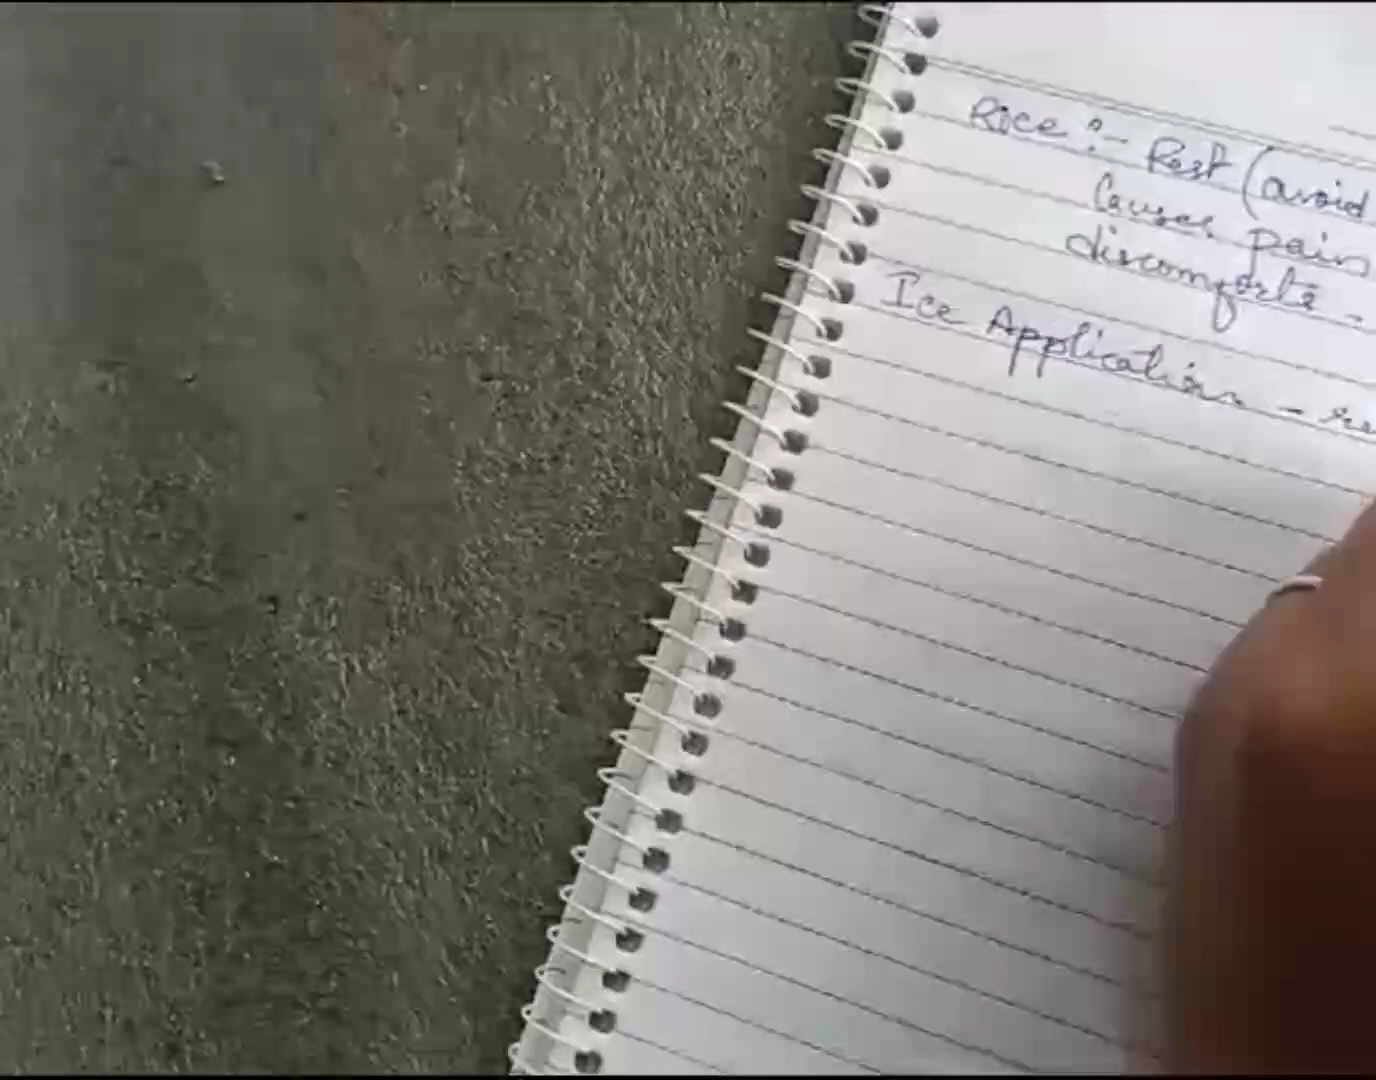 Rice :- Rest (avoid
Causes pain
discomforts.
Ice Application -